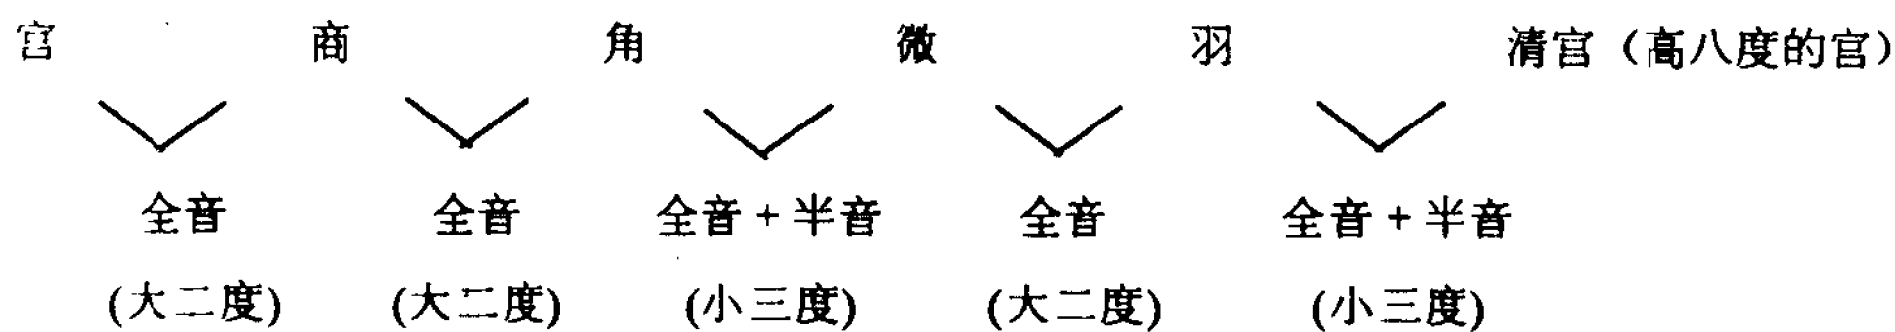 宫 商 角 微 羽 清宫（高八度的宫）
全音 全音 全音 + 半音 全音 全音 + 半音
(大二度) (大二度) (小三度) (大二度) (小三度)